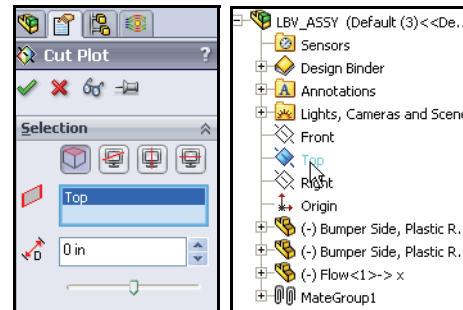 Cut Plot
?
Selection
Top
D
0 in
LBV_ASSY (Default (3)<<De..
Sensors
Design Binder
A Annotations
Lights, Cameras and Scene
Front
Top
Right
Origin
(-) Bumper Side, Plastic R..
(-) Bumper Side, Plastic R..
(-) Flow<1>-> x
MateGroup1